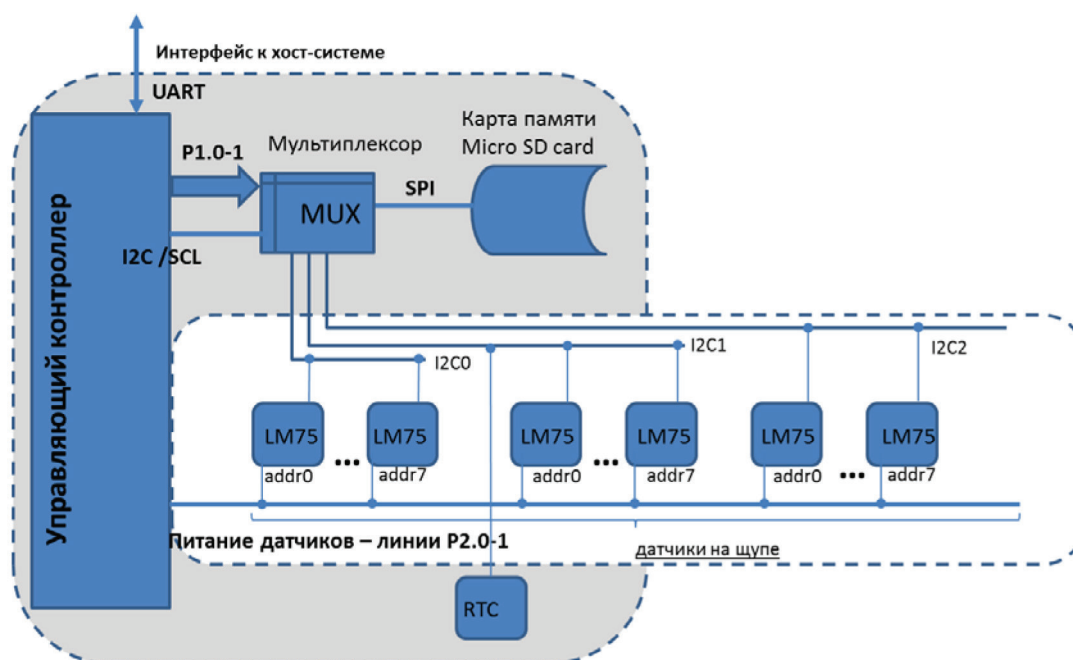 Интерфейс к хост-системе
UART
Управляющий контроллер
P1.0-1
Мультиплексор
Карта памяти
Micro SD card
MUX
SPI
I2C /SCL
I2C0
I2C1
I2C2
LM75
addr0
...
LM75
addr7
LM75
addr0
...
LM75
addr7
LM75
addr0
...
LM75
addr7
Питание датчиков – линии P2.0-1
датчики на щупе
RTC